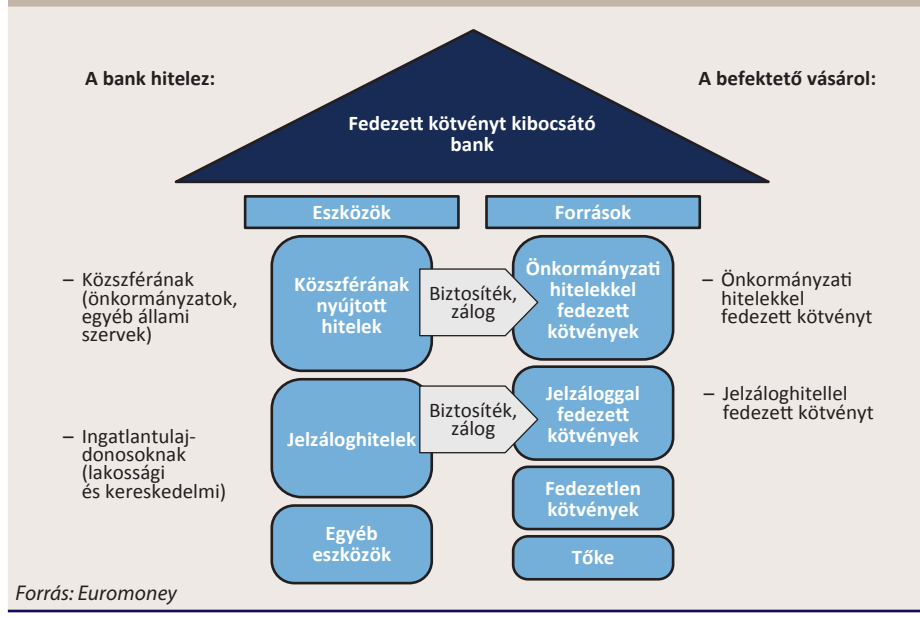 A bank hitelez:
A befektető vásárol:
Fedezett kötvényt kibocsátó
bank
Eszközök
Források
– Közszférának
(önkormányzatok,
egyéb állami
szervek)
Közszférának
nyújtott
hitelek
Biztosíték,
zálog
Önkormányzati
hitelekkel
fedezett
kötvények
– Önkormányzati
hitelekkel
fedezett kötvényt
– Ingatlantulaj-
donosoknak
(lakossági
és kereskedelmi)
Jelzáloghitelek
Biztosíték,
zálog
Jelzáloggal
fedezett
kötvények
– Jelzáloghitellel
fedezett kötvényt
Fedezetlen
kötvények
Egyéb
eszközök
Tőke
Forrás: Euromoney